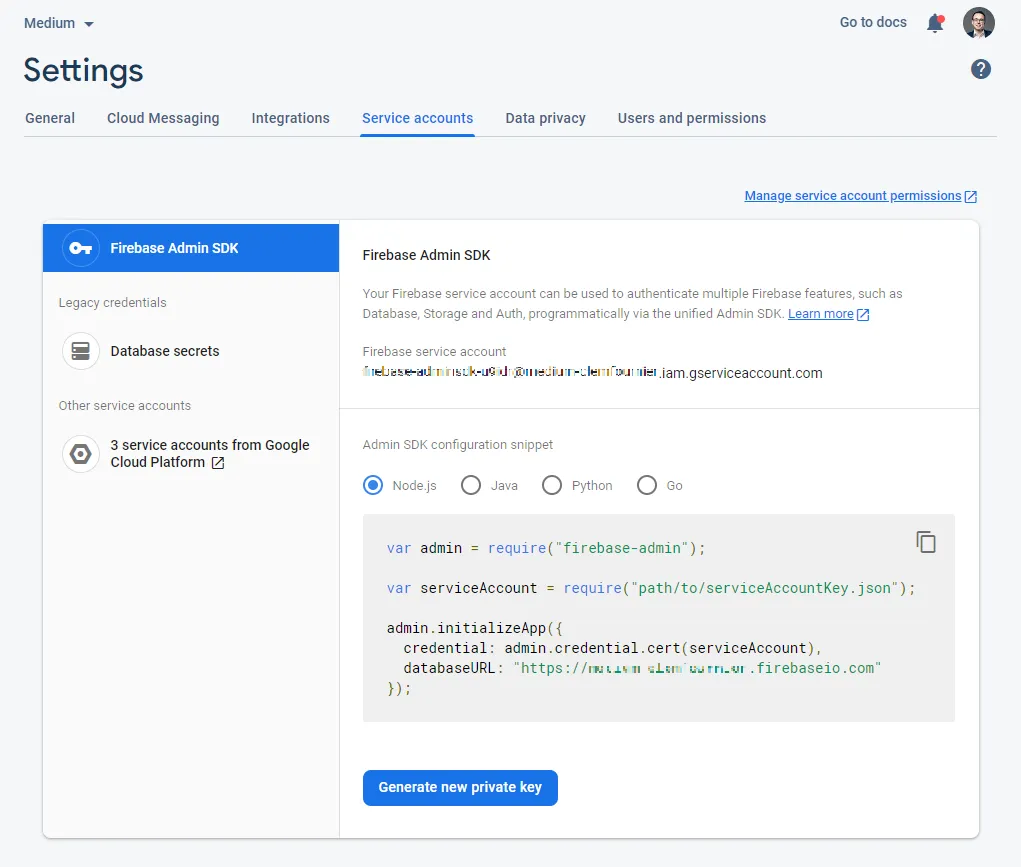 Medium
Go to docs
Settings
General Cloud Messaging Integrations Service accounts Data privacy Users and permissions
Manage service account permissions
Firebase Admin SDK
Legacy credentials
Database secrets
Other service accounts
3 service accounts from Google
Cloud Platform
Firebase Admin SDK
Your Firebase service account can be used to authenticate multiple Firebase features, such as
Database, Storage and Auth, programmatically via the unified Admin SDK. Learn more
Firebase service account
.iam.gserviceaccount.com
Admin SDK configuration snippet
Node.js Java Python Go
var admin = require("firebase-admin");
var serviceAccount = require("path/to/serviceAccountKey.json");
admin.initializeApp({
credential: admin.credential.cert(serviceAccount),
databaseURL: "https:// .firebaseio.com"
});
Generate new private key